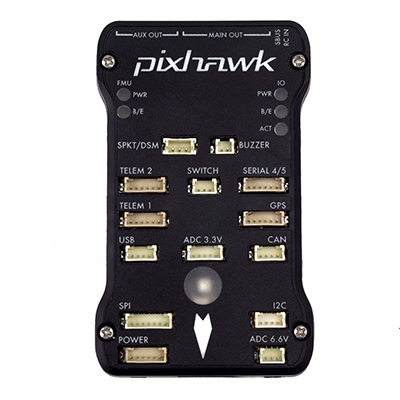 AUX OUT MAIN OUT SBUS RC IN
pixhawk
FMU IO
PWR PWR
B/E B/E
ACT
SPKT/DSM BUZZER
TELEM 2 SWITCH SERIAL 4/5
TELEM 1 GPS
USB ADC 3.3V CAN
SPI I2C
POWER ADC 6.6V